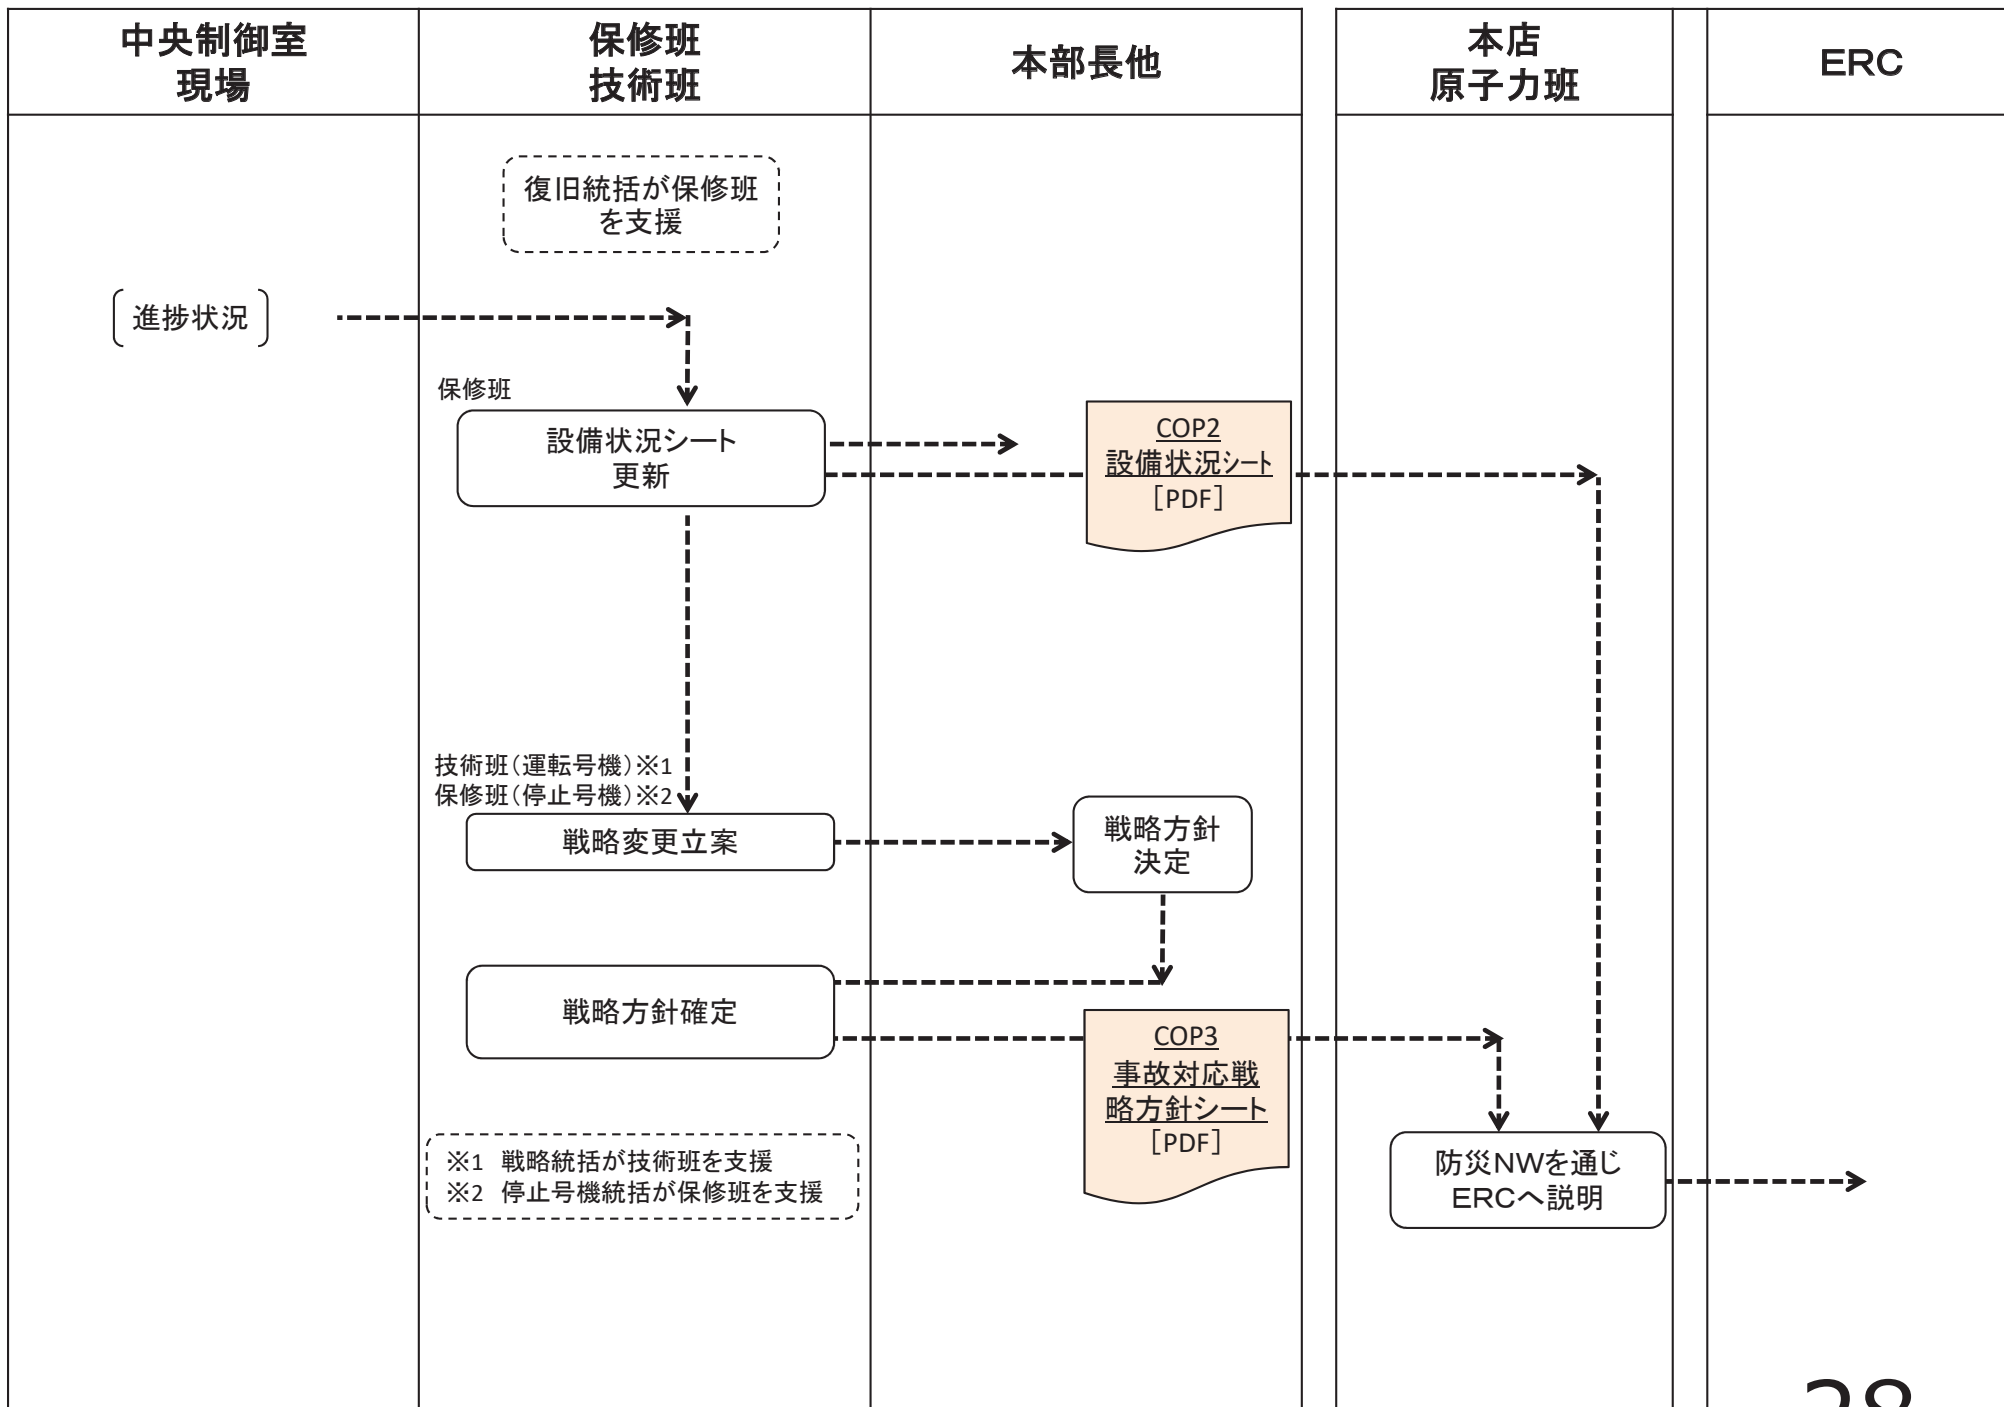 中央制御室
現場
保修班
技術班
本部長他
本店
原子力班
ERC
復旧統括が保修班
を支援
進捗状況
保修班
設備状況シート
更新
COP2
設備状況シート
［PDF］
技術班（運転号機）※1
保修班（停止号機）※2
戦略変更立案
戦略方針
決定
戦略方針確定
COP3
事故対応戦
略方針シート
［PDF］
※1 戦略統括が技術班を支援
※2 停止号機統括が保修班を支援
防災NWを通じ
ERCへ説明